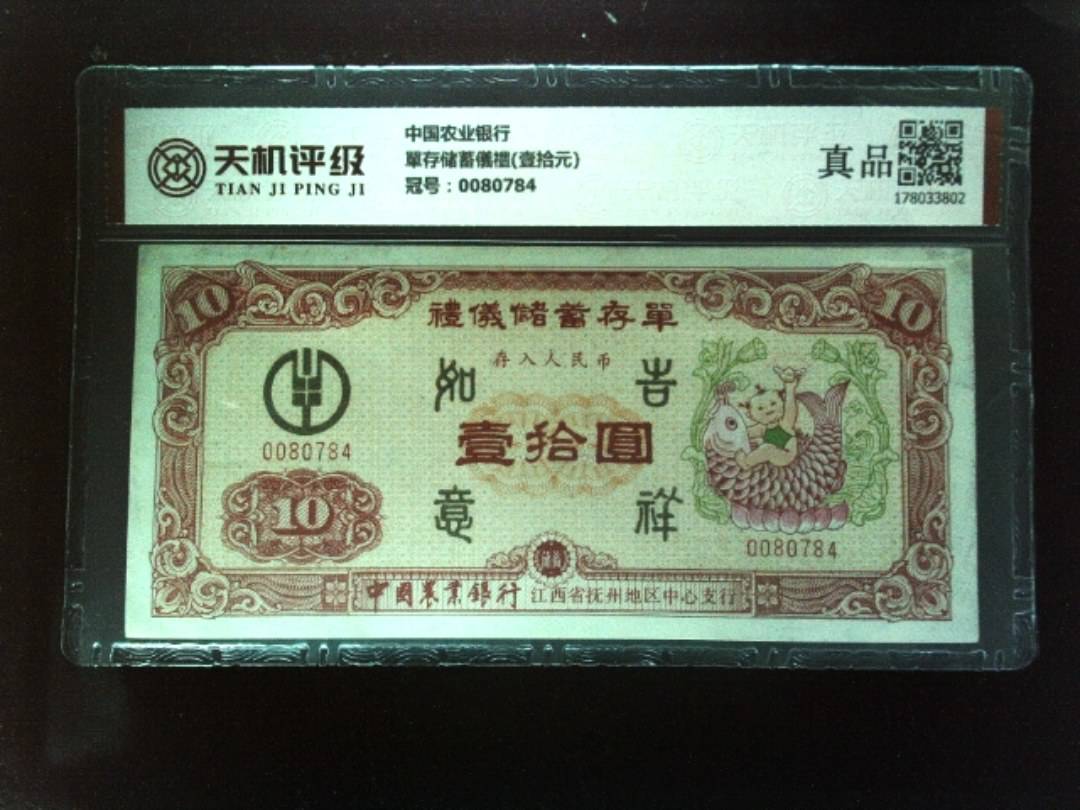 天机评级
TIAN JI PING JI
中国农业银行
單存储蓄儀禮(壹拾元)
冠号：0080784
真品
178033802
10
10
禮儀儲蓄存單
存入人民币
如
吉
0080784
壹拾圓
10
意
祥
0080784
中国农业銀行 江西省抚州地区中心支行